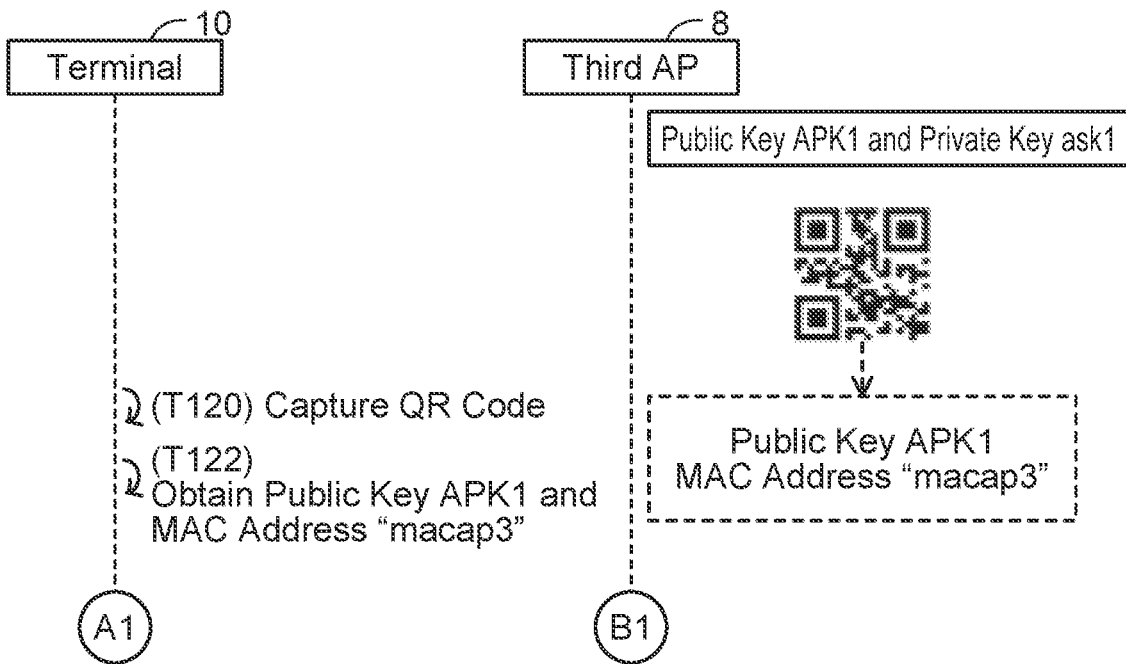 10
8
Terminal
Third AP
Public Key APK1 and Private Key ask1
(T120) Capture QR Code
(T122)
Obtain Public Key APK1 and
MAC Address “macap3”
Public Key APK1
MAC Address “macap3”
A1
B1